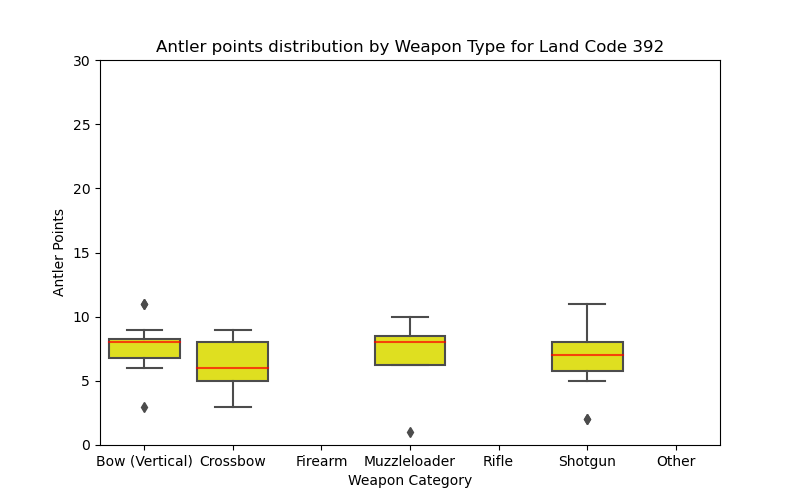 Antler points distribution by Weapon Type for Land Code 392
30
25
20
15
10
5
0
Antler Points
Bow (Vertical) Crossbow Firearm Muzzleloader Rifle Shotgun Other
Weapon Category